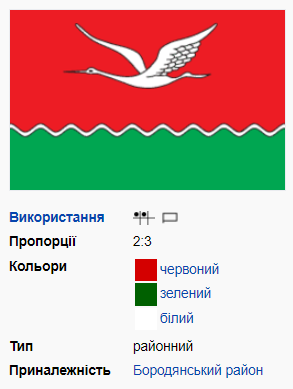 Використання
Пропорції 2:3
Кольори червоний
зелений
білий
Тип районний
Приналежність Бородянський район